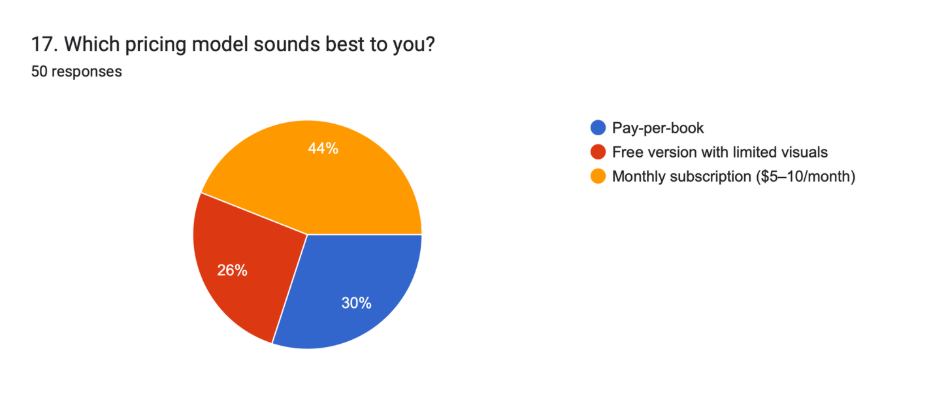 17. Which pricing model sounds best to you?
50 responses
44%
26%
30%
Pay-per-book
Free version with limited visuals
Monthly subscription ($5–10/month)